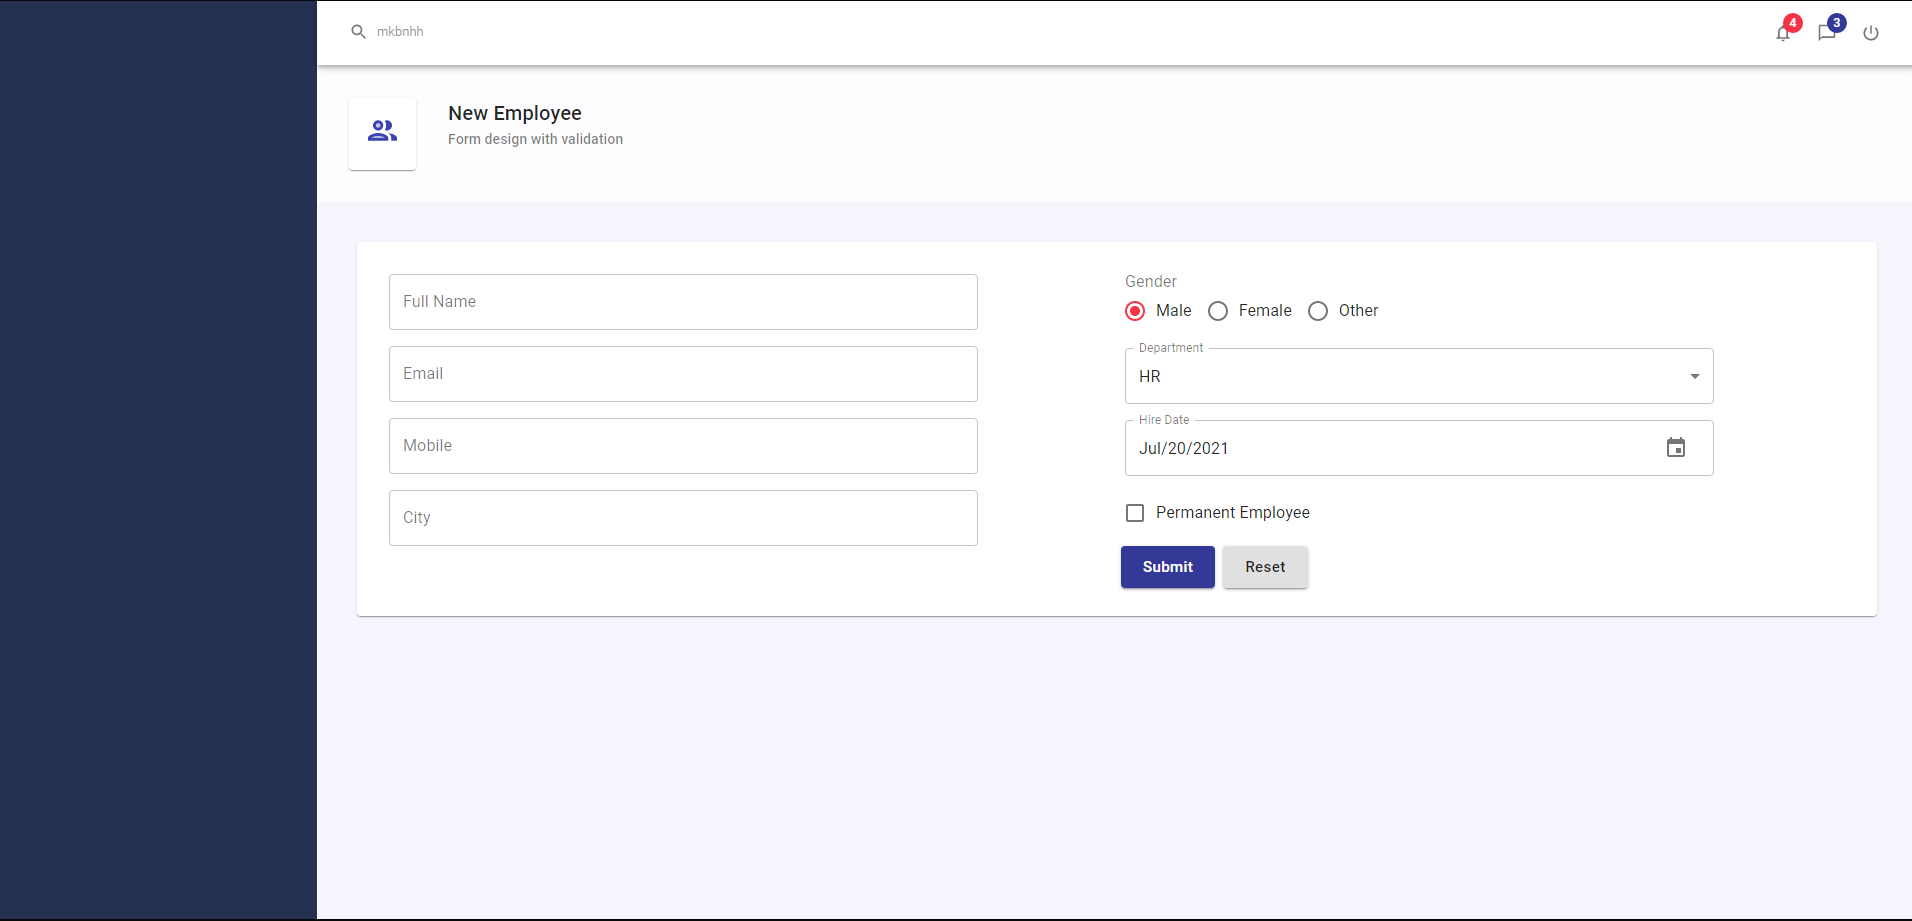 mkbnhh
4
3
New Employee
Form design with validation
Full Name
Email
Mobile
City
Gender
Male Female Other
Department
HR
Hire Date
Jul/20/2021
Permanent Employee
Submit Reset